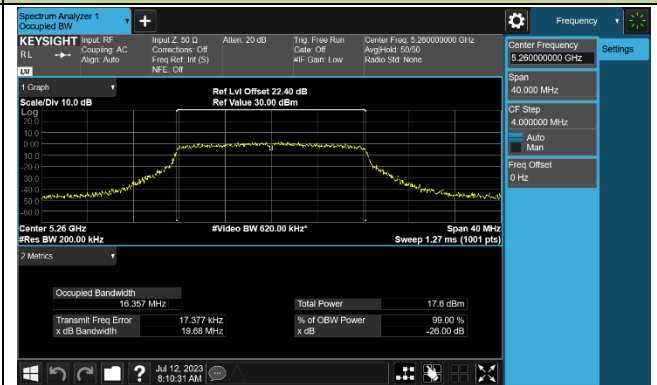 Spectrum Analyzer 1
Occupied BW
Frequency
KEYSIGHT
RL
LXI
Input: RF
Coupling: AC
Align: Auto
Input Z: 50 Ω
Corrections: Off
Freq Ref: Int (S)
NFE: Off
Atten: 20 dB
Trig: Free Run
Gate: Off
#IF Gain: Low
Center Freq: 5.260000000 GHz
Avg|Hold: 50/50
Radio Std: None
Center Frequency
5.260000000 GHz
Settings
Span
40.000 MHz
CF Step
4.000000 MHz
Auto
Man
Freq Offset
0 Hz
1 Graph
Scale/Div 10.0 dB
Ref Lvl Offset 22.40 dB
Ref Value 30.00 dBm
Log
20.0
10.0
0.00
-10.0
-20.0
-30.0
-40.0
-50.0
-60.0
Center 5.26 GHz
#Res BW 200.00 kHz
#Video BW 620.00 kHz*
Span 40 MHz
Sweep 1.27 ms (1001 pts)
2 Metrics
Occupied Bandwidth
16.357 MHz
Total Power 17.6 dBm
Transmit Freq Error 17.377 kHz
% of OBW Power 99.00 %
x dB Bandwidth 19.68 MHz
x dB -26.00 dB
?
Jul 12, 2023
8:10:31 AM